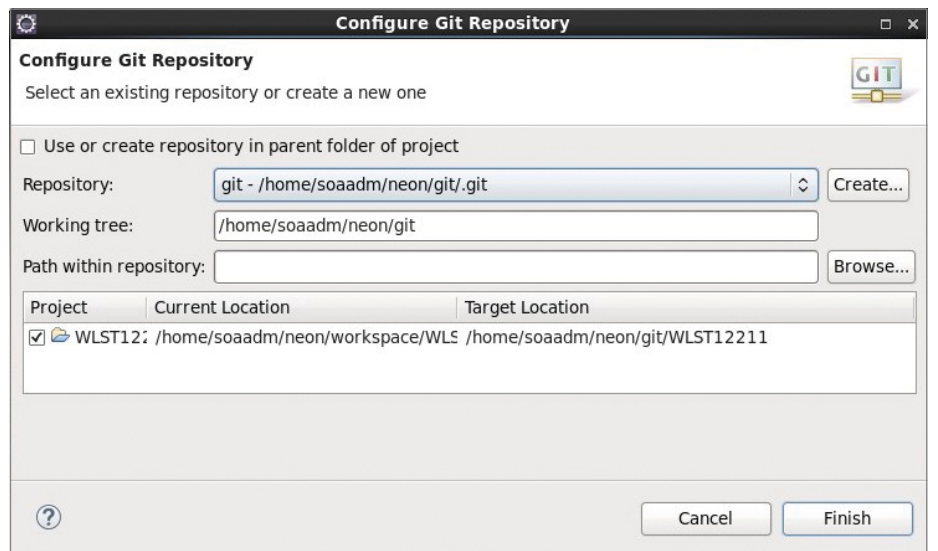 Configure Git Repository
Configure Git Repository
Select an existing repository or create a new one
GIT
Use or create repository in parent folder of project
Repository: git - /home/soaadm/neon/git/.git Create...
Working tree: /home/soaadm/neon/git
Path within repository: Browse...
Project Current Location Target Location
WLST122 /home/soaadm/neon/workspace/WLS /home/soaadm/neon/git/WLST12211
? Cancel Finish